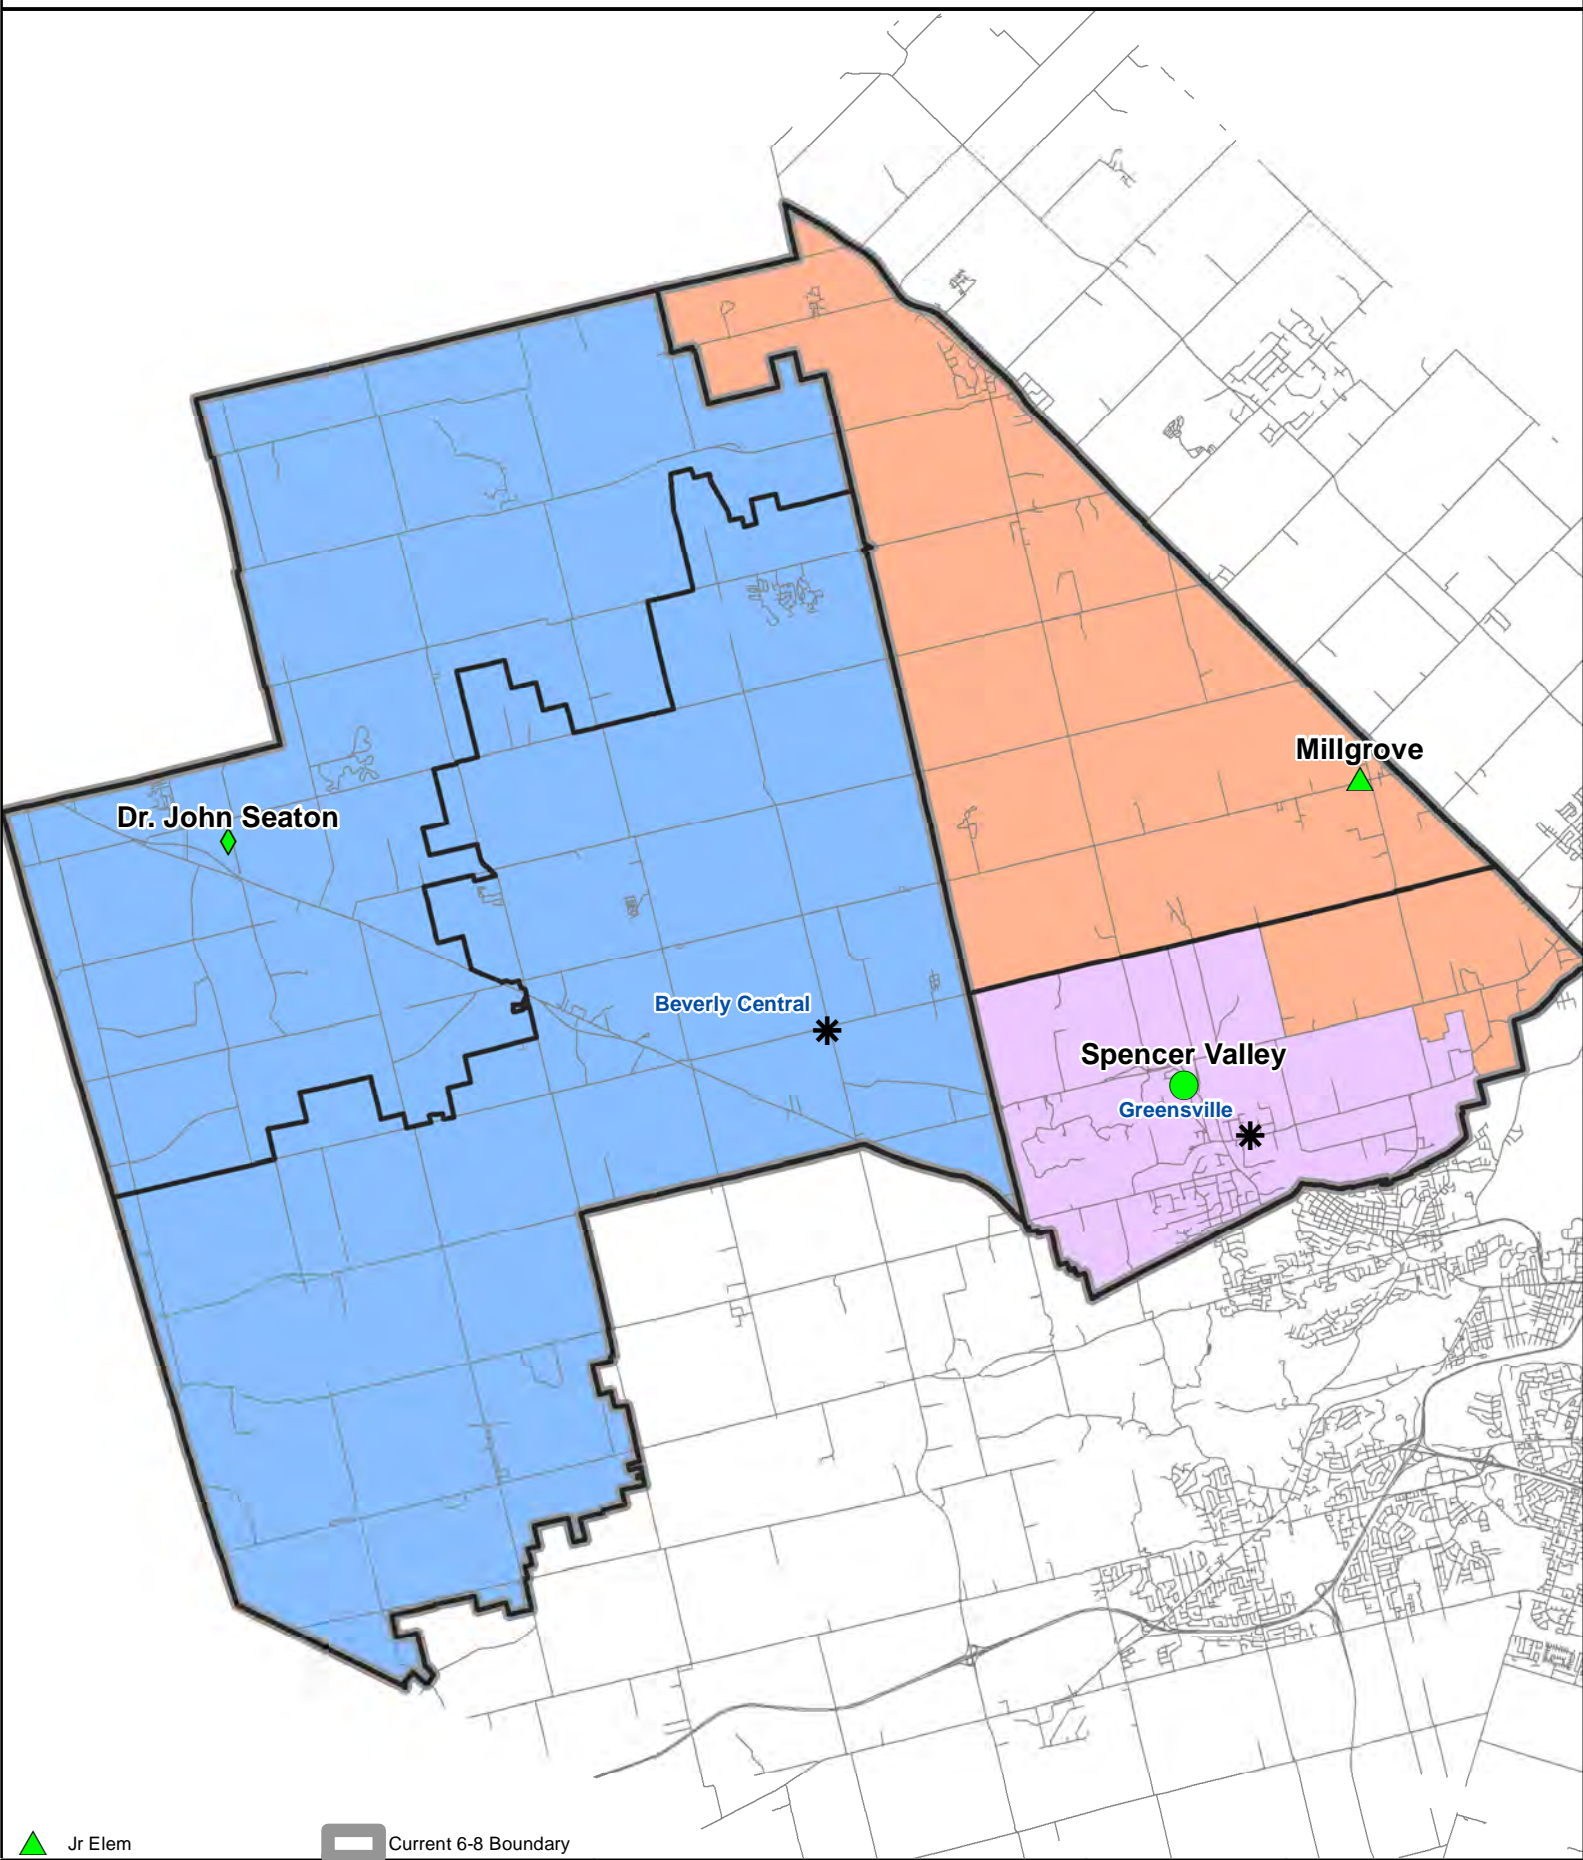 Millgrove
Dr. John Seaton
Beverly Central
Spencer Valley
Greensville
Jr Elem
Current 6-8 Boundary